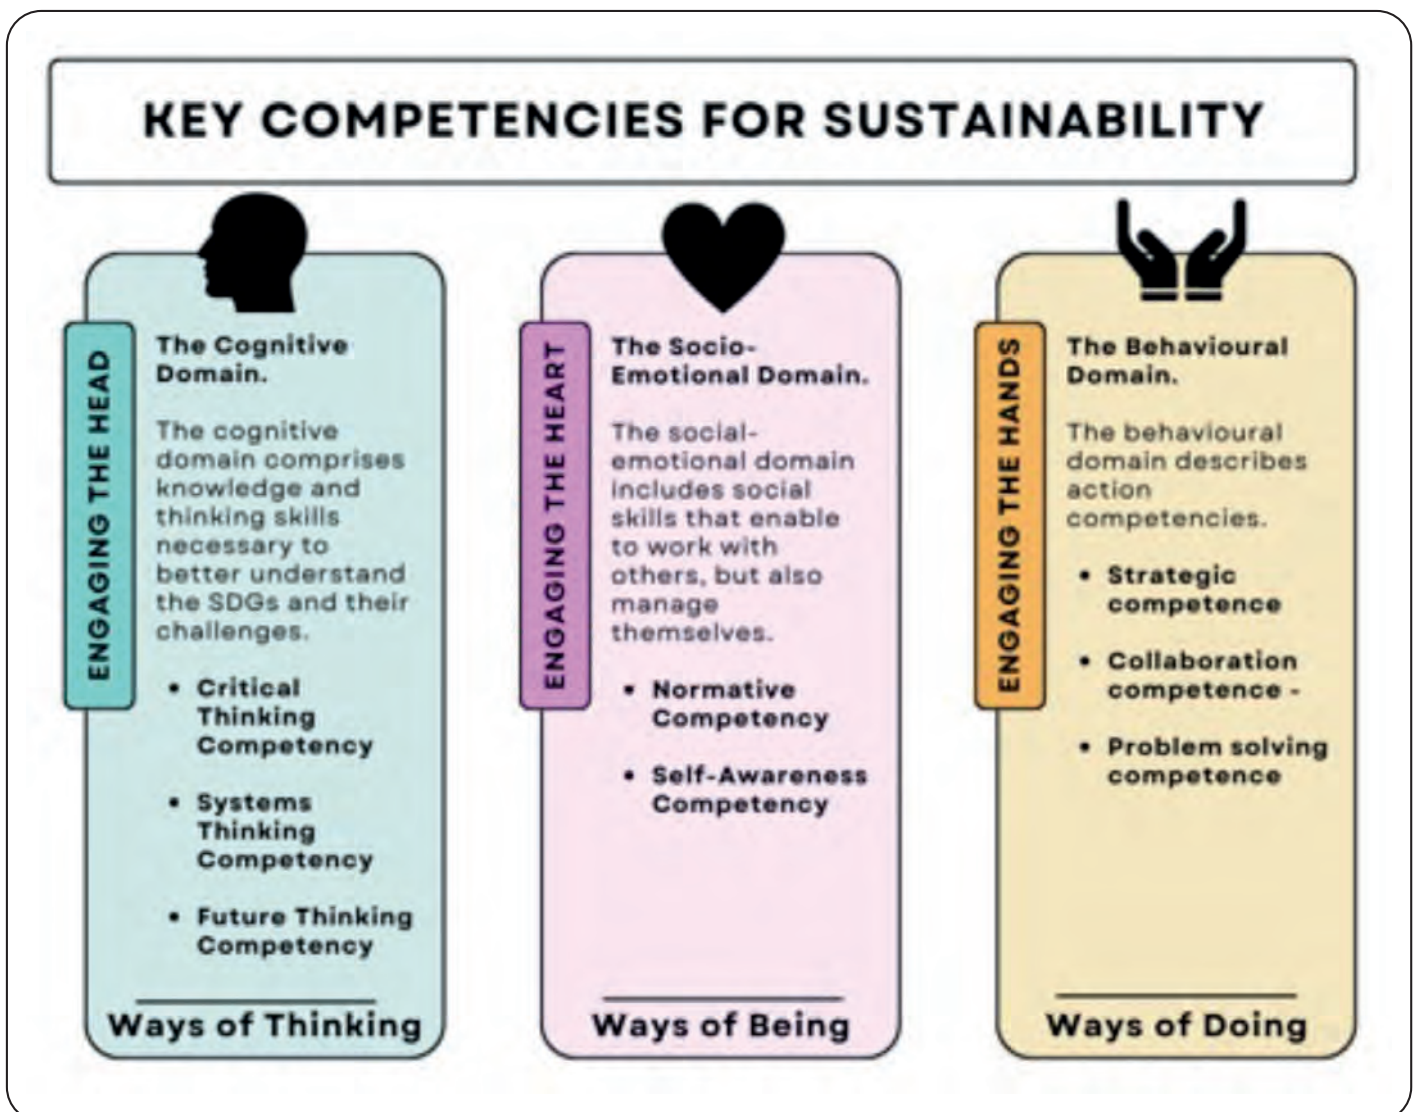 KEY COMPETENCIES FOR SUSTAINABILITY
ENGAGING THE HEAD
The Cognitive
Domain.
The cognitive
domain comprises
knowledge and
thinking skills
necessary to
better understand
the SDGs and their
challenges.
• Critical
Thinking
Competency
• Systems
Thinking
Competency
• Future Thinking
Competency
Ways of Thinking
ENGAGING THE HEART
The Socio-
Emotional Domain.
The social-
emotional domain
includes social
skills that enable
to work with
others, but also
manage
themselves.
• Normative
Competency
• Self-Awareness
Competency
Ways of Being
ENGAGING THE HANDS
The Behavioural
Domain.
The behavioural
domain describes
action
competencies.
• Strategic
competence
• Collaboration
competence -
• Problem solving
competence
Ways of Doing